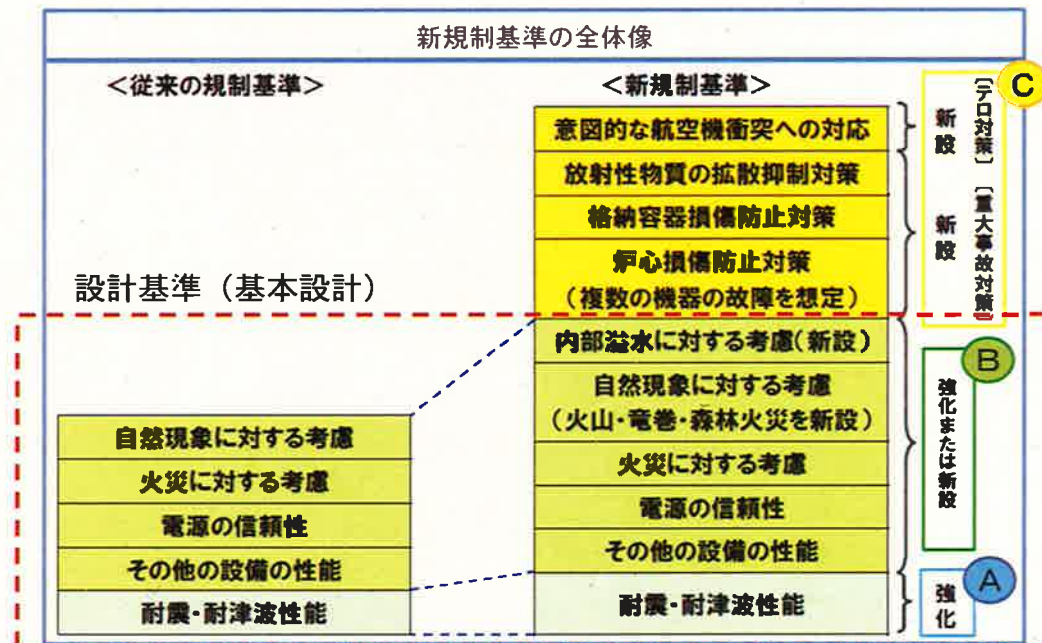 新規制基準の全体像
<従来の規制基準>
<新規制基準>
意図的な航空機衝突への対応
放射性物質の拡散抑制対策
格納容器損傷防止対策
炉心損傷防止対策
(複数の機器の故障を想定)
内部溢水に対する考慮(新設)
自然現象に対する考慮
(火山・竜巻・森林火災を新設)
火災に対する考慮
電源の信頼性
その他の設備の性能
耐震・耐津波性能
設計基準(基本設計)
自然現象に対する考慮
火災に対する考慮
電源の信頼性
その他の設備の性能
耐震・耐津波性能
C
新設
[テロ対策]
新設
[重大事故対策]
B
強化または新設
A
強化